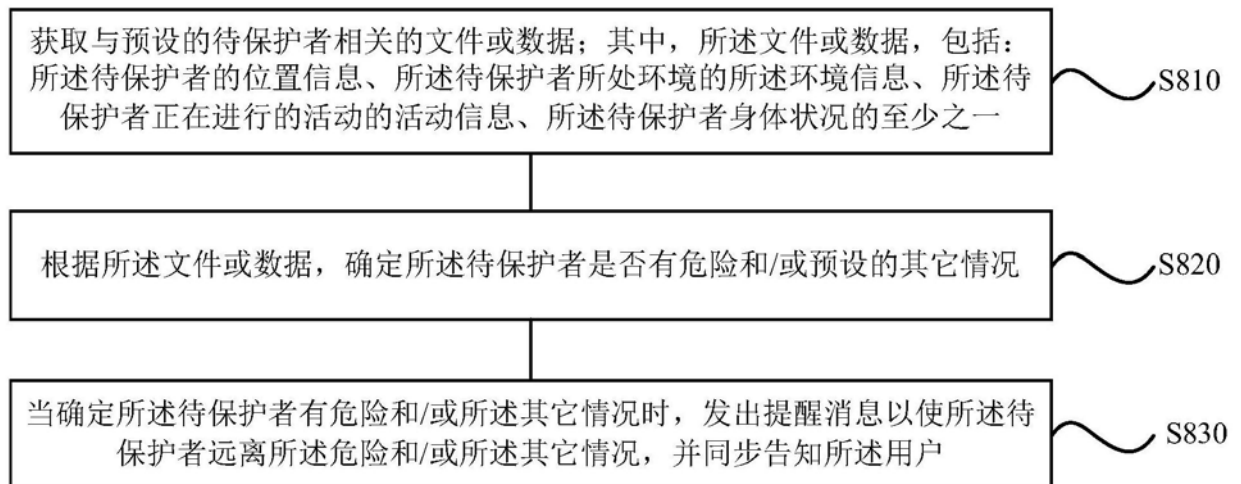 获取与预设的待保护者相关的文件或数据；其中，所述文件或数据，包括：
所述待保护者的位置信息、所述待保护者所处环境的所述环境信息、所述待
保护者正在进行的活动的活动信息、所述待保护者身体状况的至少之一
S810
根据所述文件或数据，确定所述待保护者是否有危险和/或预设的其它情况
S820
当确定所述待保护者有危险和/或所述其它情况时，发出提醒消息以使所述待
保护者远离所述危险和/或所述其它情况，并同步告知所述用户
S830